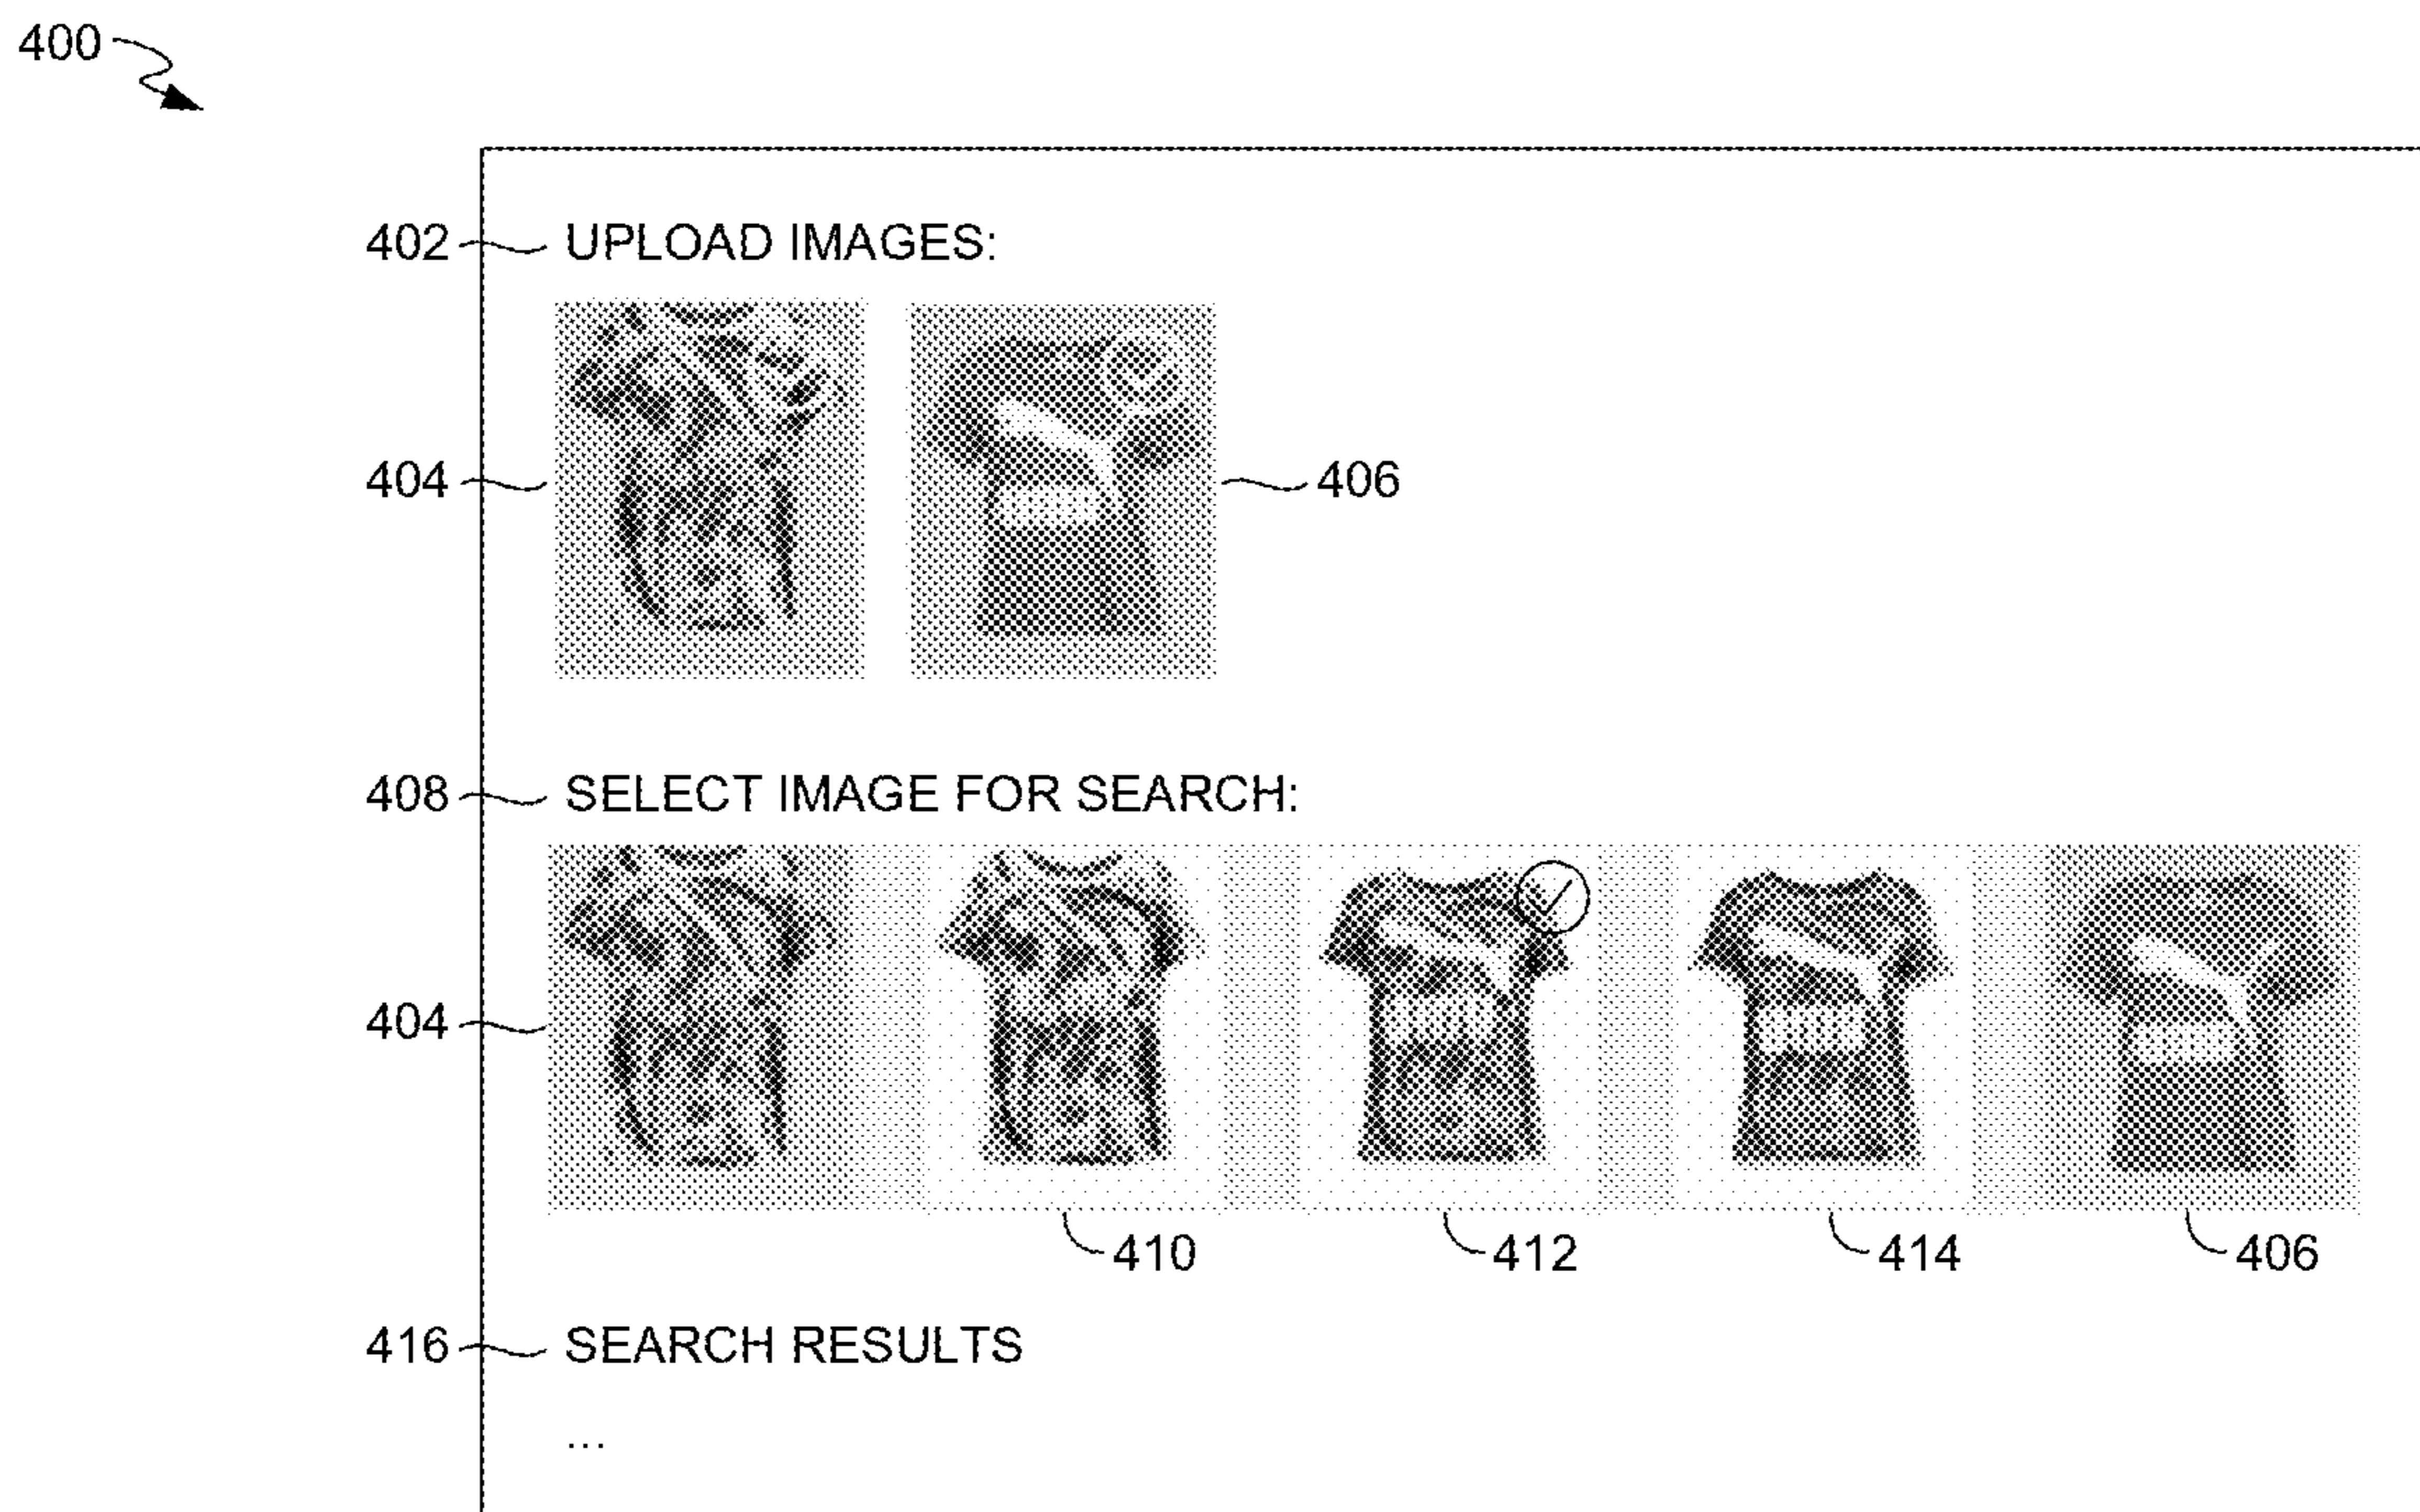 400
402 UPLOAD IMAGES:
404 406
408 SELECT IMAGE FOR SEARCH:
404
410 412 414 406
416 SEARCH RESULTS
...